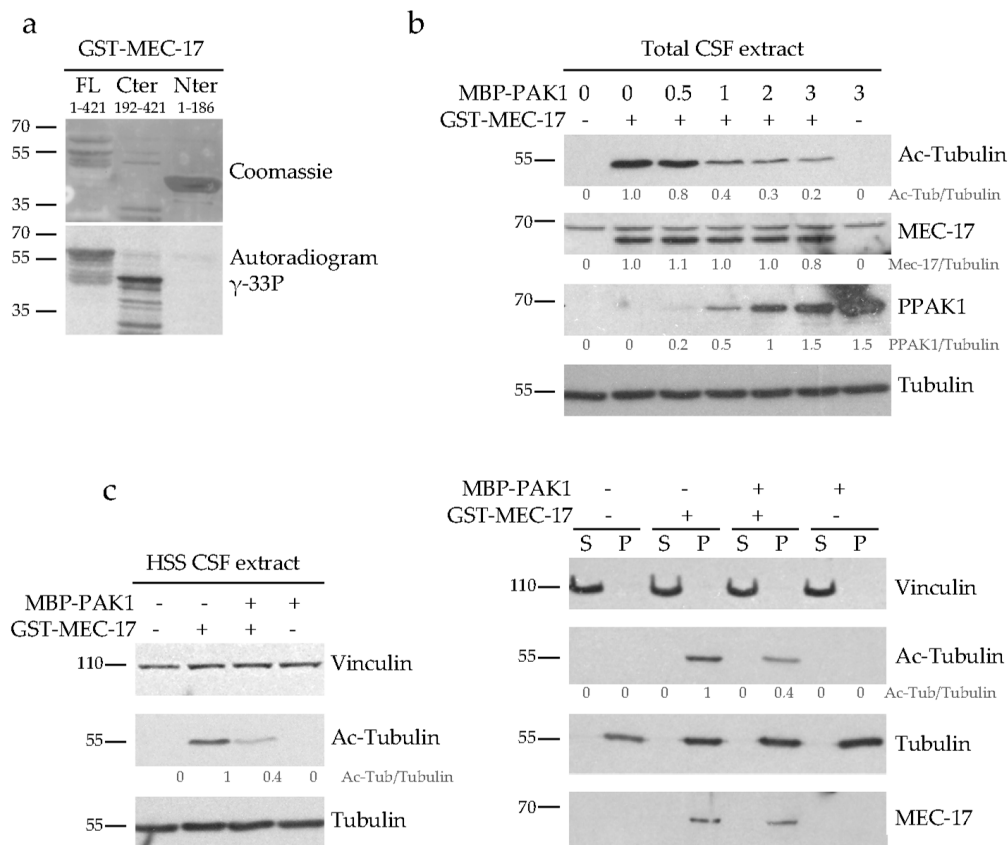 a
GST-MEC-17
FL Cter Nter
1-421 192-421 1-186
70
55
Coomassie
35
70
55
Autoradiogram
γ-33P
35
b
Total CSF extract
MBP-PAK1 0 0 0.5 1 2 3 3
GST-MEC-17 - + + + + + -
55 Ac-Tubulin
0 1.0 0.8 0.4 0.3 0.2 0 Ac-Tub/Tubulin
70 MEC-17
0 1.0 1.1 1.0 1.0 0.8 0 Mec-17/Tubulin
70 PPAK1
0 0 0.2 0.5 1 1.5 1.5 PPAK1/Tubulin
55 Tubulin
c
HSS CSF extract
MBP-PAK1 - - + +
GST-MEC-17 - + + -
110 Vinculin
55 Ac-Tubulin
0 1 0.4 0 Ac-Tub/Tubulin
55 Tubulin
MBP-PAK1 - - + +
GST-MEC-17 - + + -
S P S P S P S P
110 Vinculin
55 Ac-Tubulin
0 0 0 1 0 0.4 0 0 Ac-Tub/Tubulin
55 Tubulin
70 MEC-17